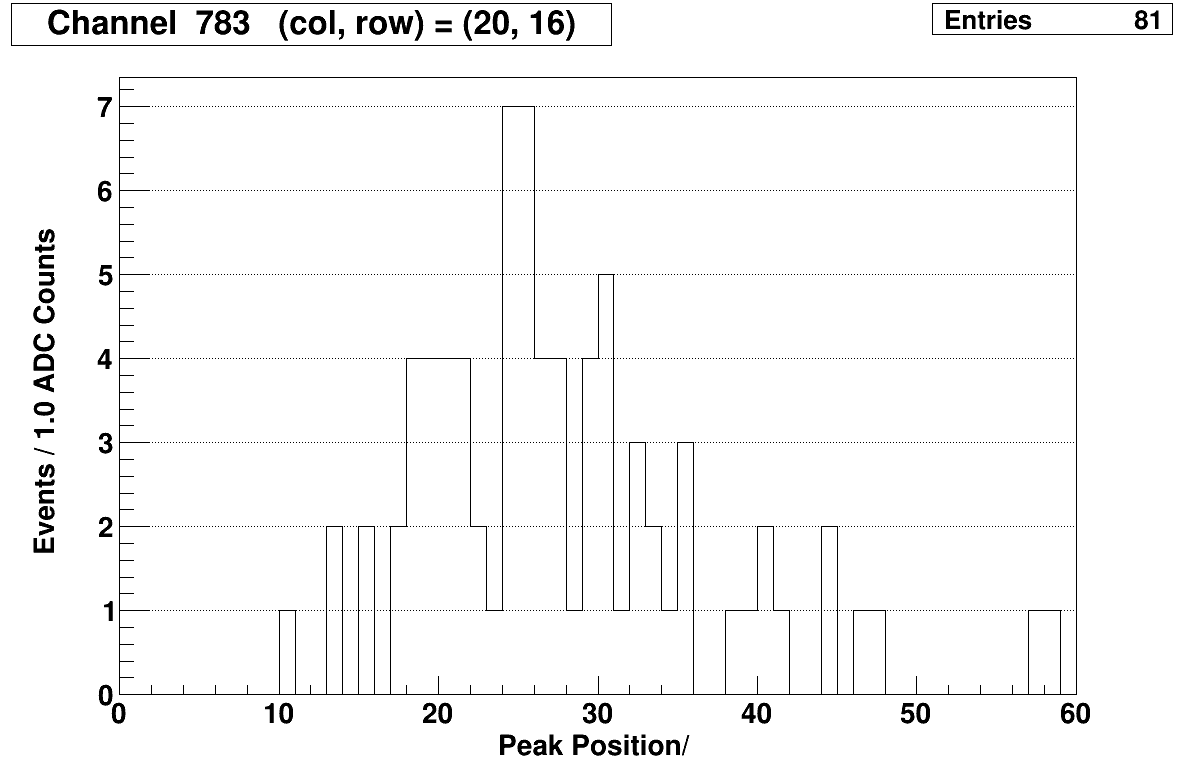 Channel 783 (col, row) = (20, 16)
Entries 81
7
6
5
4
3
2
1
0
Events / 1.0 ADC Counts
0 10 20 30 40 50 60
Peak Position/